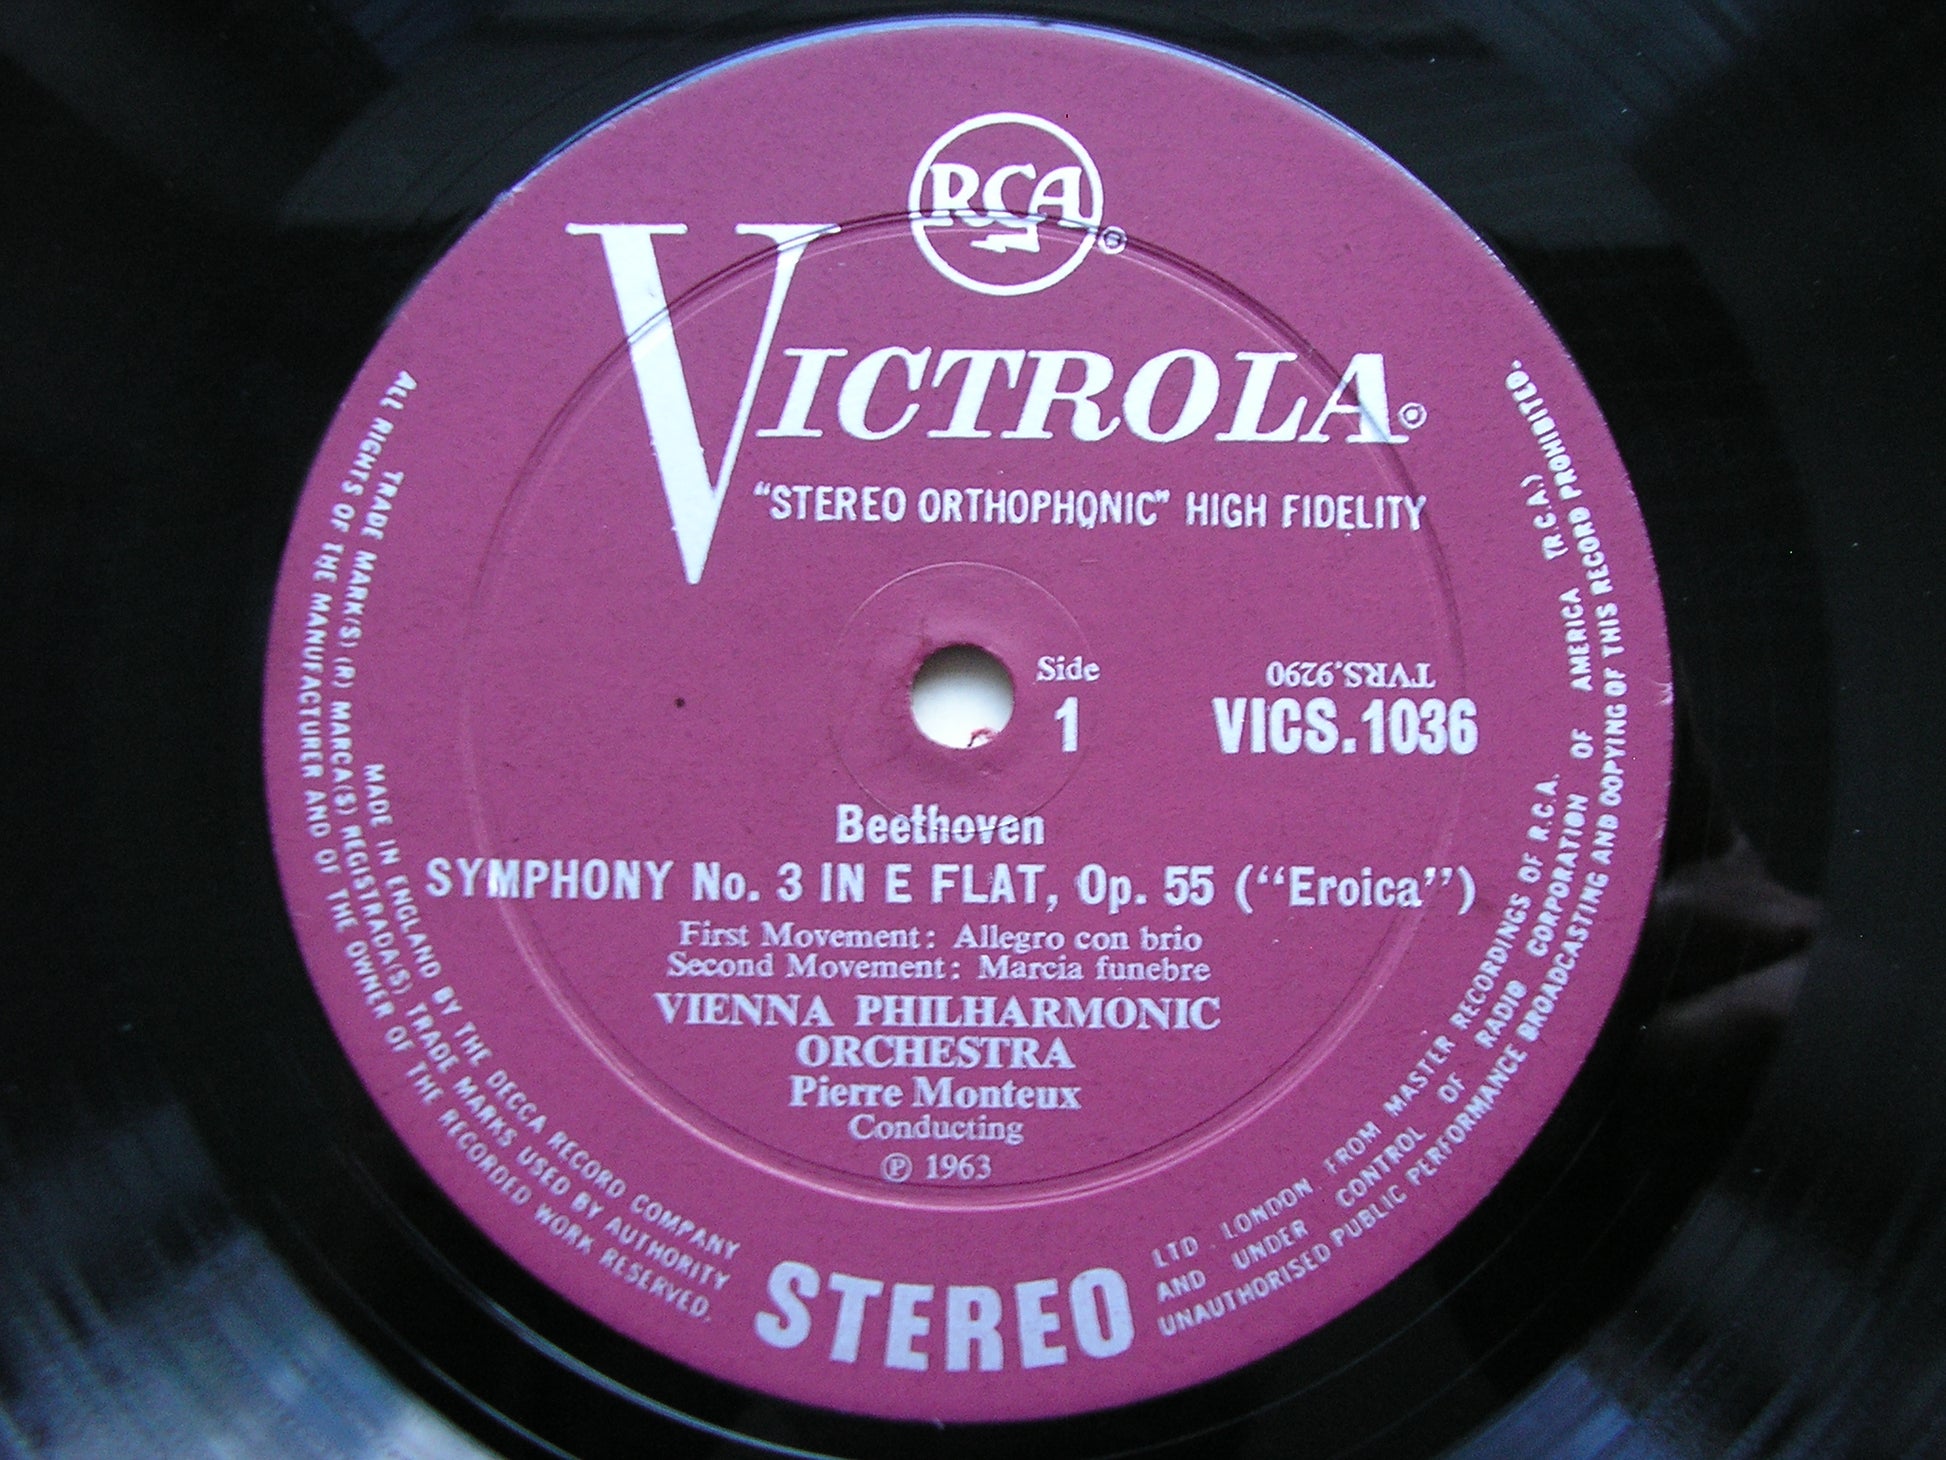 RCA®
VICTROLA®
"STEREO ORTHOPHONIC" HIGH FIDELITY
Side
1
TVRS.9290
VICS.1036
Beethoven
SYMPHONY No. 3 IN E FLAT, Op. 55 ("Eroica")
First Movement: Allegro con brio
Second Movement: Marcia funebre
VIENNA PHILHARMONIC
ORCHESTRA
Pierre Monteux
Conducting
℗ 1963
STEREO
MADE IN ENGLAND BY THE DECCA RECORD COMPANY LTD. LONDON FROM MASTER RECORDINGS OF R.C.A.
TRADE MARK(S) (R) MARCA(S) REGISTRADA(S) TRADE MARKS USED BY AUTHORITY AND UNDER CONTROL OF RADIO CORPORATION OF AMERICA (R.C.A.)
ALL RIGHTS OF THE MANUFACTURER AND OF THE OWNER OF THE RECORDED WORK RESERVED. UNAUTHORISED PUBLIC PERFORMANCE BROADCASTING AND COPYING OF THIS RECORD PROHIBITED.